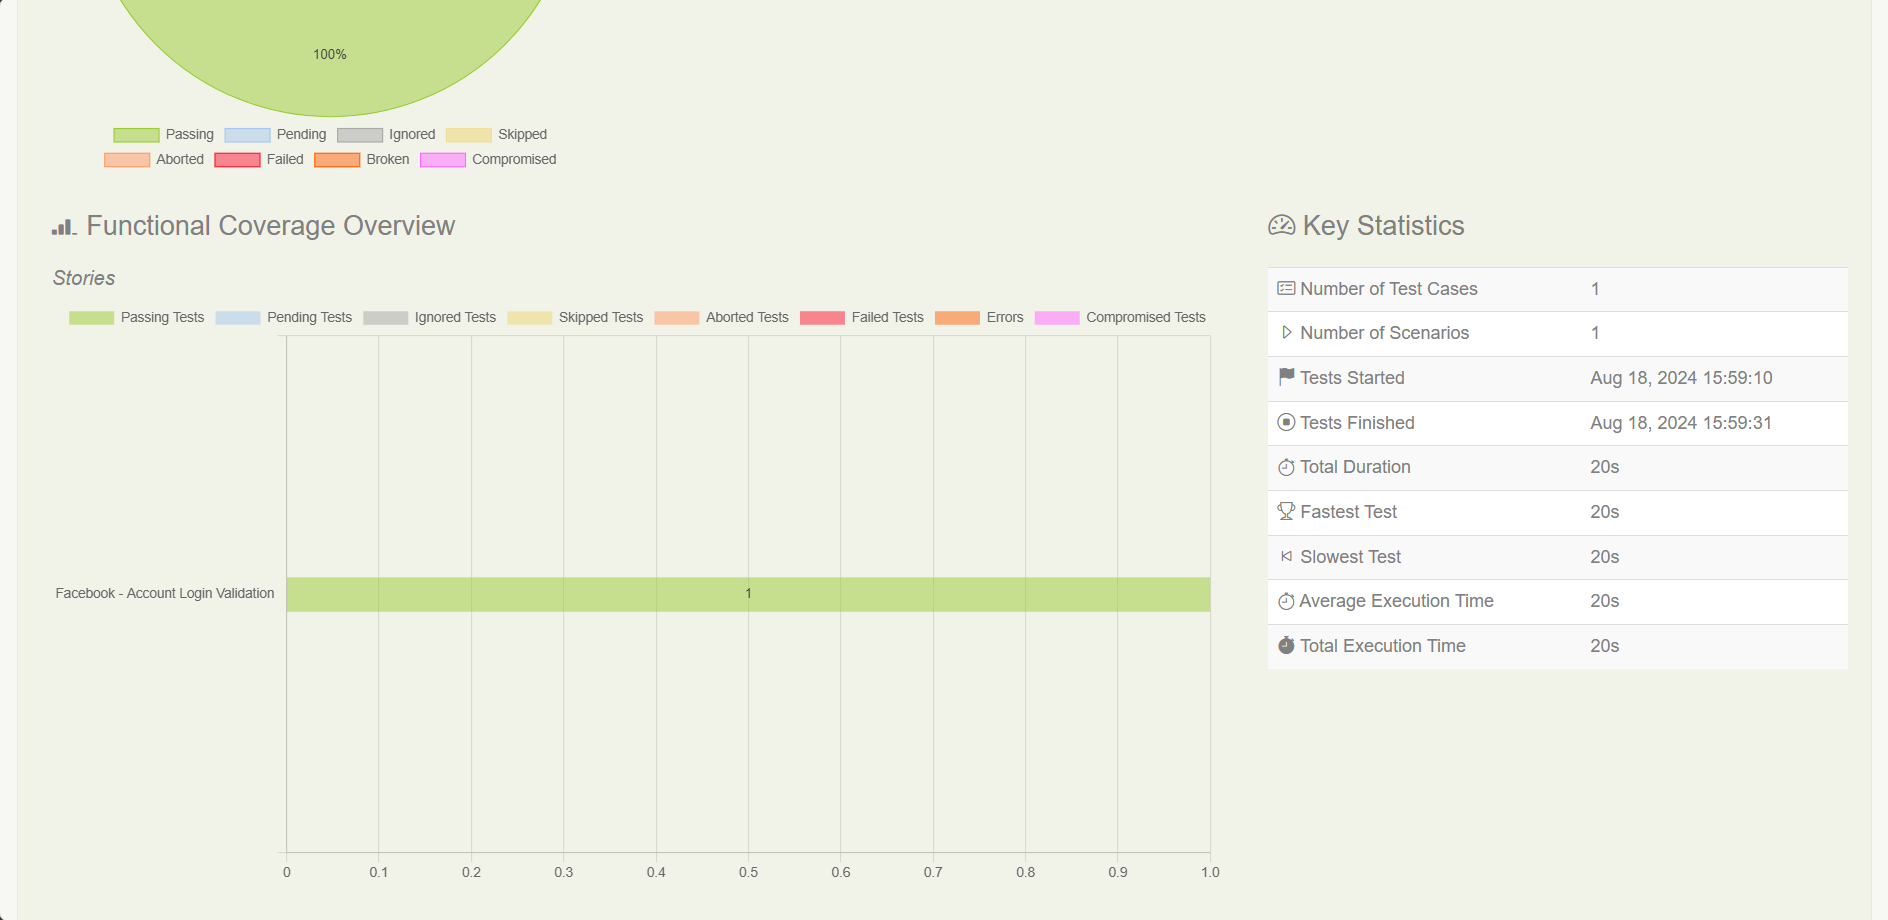 100%
Passing Pending Ignored Skipped
Aborted Failed Broken Compromised
Functional Coverage Overview
Stories
Passing Tests Pending Tests Ignored Tests Skipped Tests Aborted Tests Failed Tests Errors Compromised Tests
Facebook - Account Login Validation 1
0 0.1 0.2 0.3 0.4 0.5 0.6 0.7 0.8 0.9 1.0
Key Statistics
Number of Test Cases 1
Number of Scenarios 1
Tests Started Aug 18, 2024 15:59:10
Tests Finished Aug 18, 2024 15:59:31
Total Duration 20s
Fastest Test 20s
Slowest Test 20s
Average Execution Time 20s
Total Execution Time 20s